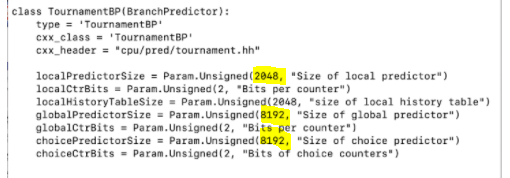 class TournamentBP(BranchPredictor):
type = 'TournamentBP'
cxx_class = 'TournamentBP'
cxx_header = "cpu/pred/tournament.hh"
localPredictorSize = Param.Unsigned(2048, "Size of local predictor")
localCtrBits = Param.Unsigned(2, "Bits per counter")
localHistoryTableSize = Param.Unsigned(2048, "size of local history table")
globalPredictorSize = Param.Unsigned(8192, "Size of global predictor")
globalCtrBits = Param.Unsigned(2, "Bits per counter")
choicePredictorSize = Param.Unsigned(8192, "Size of choice predictor")
choiceCtrBits = Param.Unsigned(2, "Bits of choice counters")